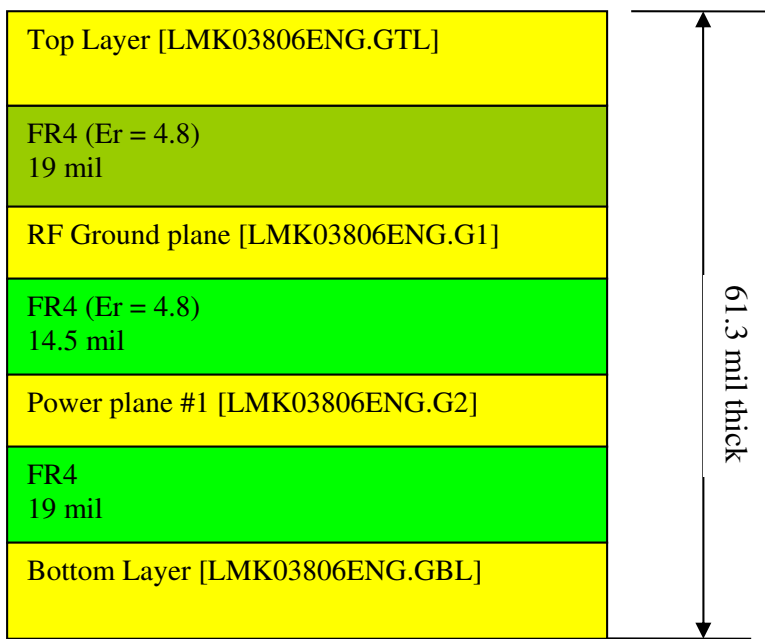 Top Layer [LMK03806ENG.GTL]
FR4 (Er = 4.8)
19 mil
RF Ground plane [LMK03806ENG.G1]
FR4 (Er = 4.8)
14.5 mil
Power plane #1 [LMK03806ENG.G2]
FR4
19 mil
Bottom Layer [LMK03806ENG.GBL]
61.3 mil thick